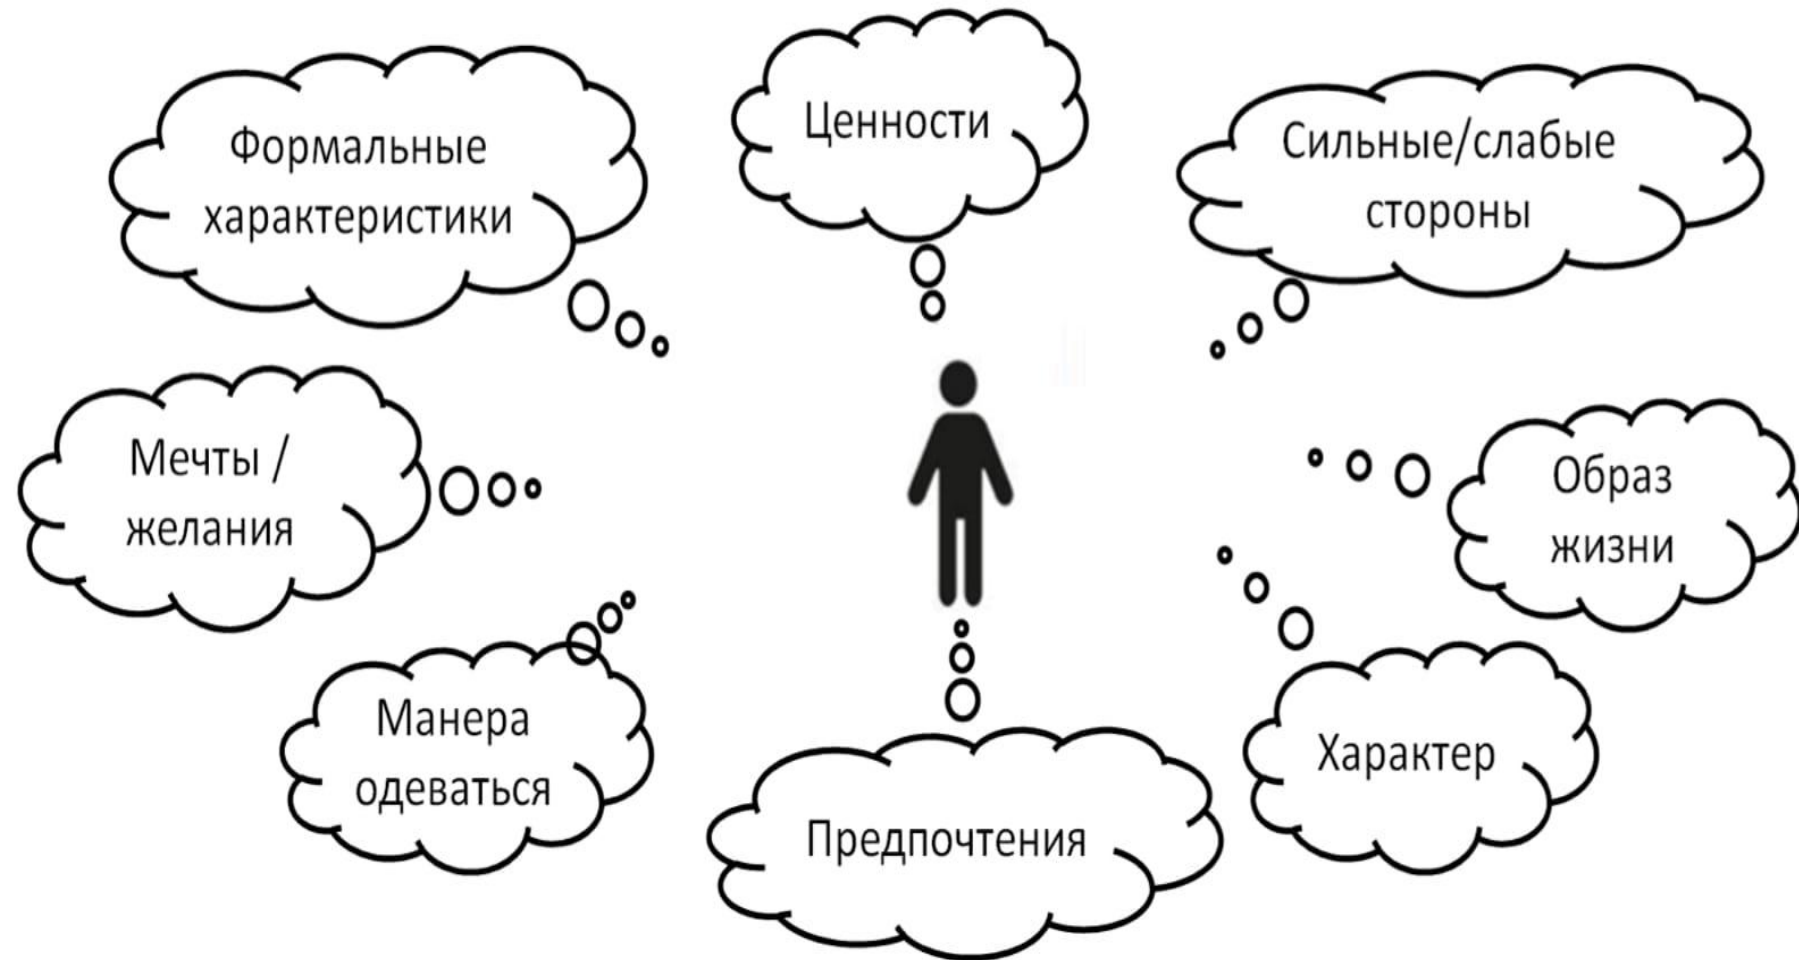 Формальные
характеристики
Ценности
Сильные/слабые
стороны
Мечты /
желания
Образ
жизни
Манера
одеваться
Предпочтения
Характер